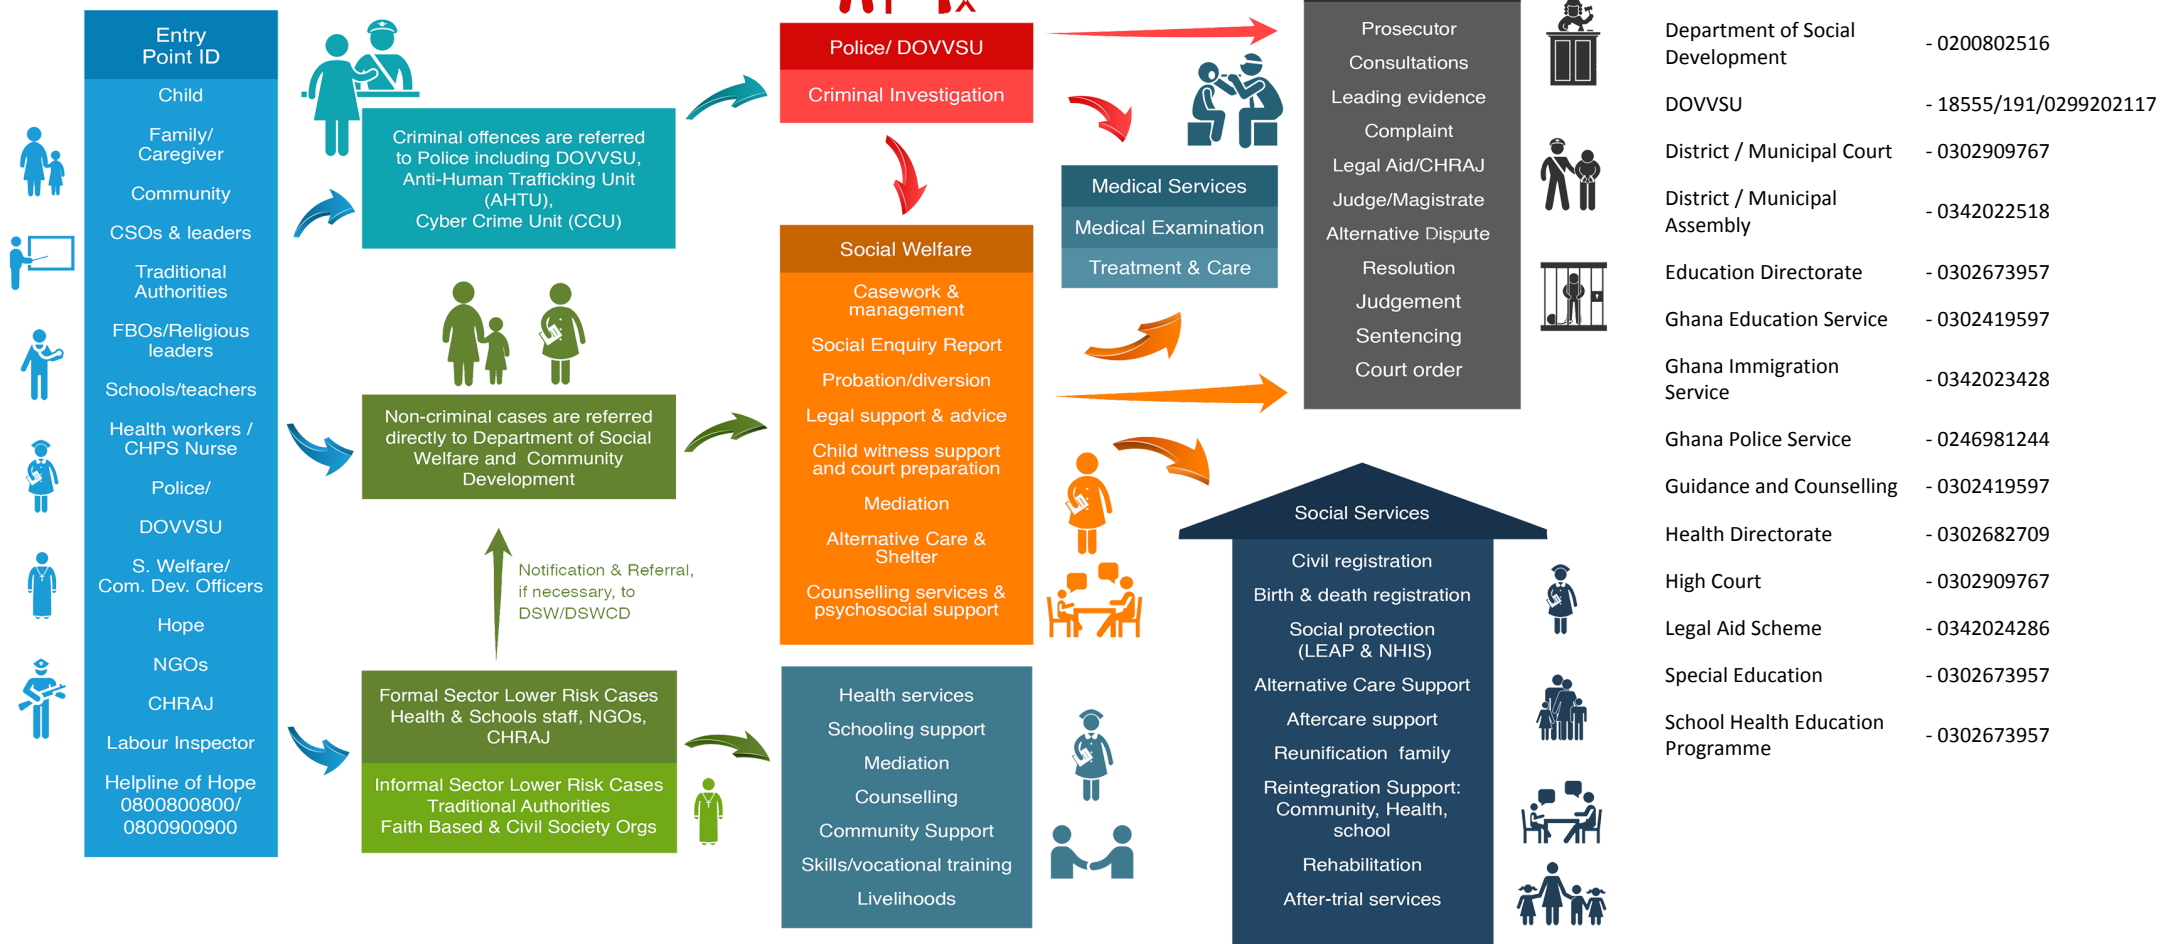 Entry
Point ID
Child
Family/
Caregiver
Community
CSOs & leaders
Traditional
Authorities
FBOs/Religious
leaders
Schools/teachers
Health workers /
CHPS Nurse
Police/
DOVVSU
S. Welfare/
Com. Dev. Officers
Hope
NGOs
CHRAJ
Labour Inspector
Helpline of Hope
0800800800/
0800900900
Criminal offences are referred
to Police including DOVVSU,
Anti-Human Trafficking Unit
(AHTU),
Cyber Crime Unit (CCU)
Non-criminal cases are referred
directly to Department of Social
Welfare and Community
Development
Notification & Referral,
if necessary, to
DSW/DSWCD
Formal Sector Lower Risk Cases
Health & Schools staff, NGOs,
CHRAJ
Informal Sector Lower Risk Cases
Traditional Authorities
Faith Based & Civil Society Orgs
Police/ DOVVSU
Criminal Investigation
Social Welfare
Casework &
management
Social Enquiry Report
Probation/diversion
Legal support & advice
Child witness support
and court preparation
Mediation
Alternative Care &
Shelter
Counselling services &
psychosocial support
Health services
Schooling support
Mediation
Counselling
Community Support
Skills/vocational training
Livelihoods
Medical Services
Medical Examination
Treatment & Care
Prosecutor
Consultations
Leading evidence
Complaint
Legal Aid/CHRAJ
Judge/Magistrate
Alternative Dispute
Resolution
Judgement
Sentencing
Court order
Social Services
Civil registration
Birth & death registration
Social protection
(LEAP & NHIS)
Alternative Care Support
Aftercare support
Reunification family
Reintegration Support:
Community, Health,
school
Rehabilitation
After-trial services
Department of Social
Development - 0200802516
DOVVSU - 18555/191/0299202117
District / Municipal Court - 0302909767
District / Municipal
Assembly - 0342022518
Education Directorate - 0302673957
Ghana Education Service - 0302419597
Ghana Immigration
Service - 0342023428
Ghana Police Service - 0246981244
Guidance and Counselling - 0302419597
Health Directorate - 0302682709
High Court - 0302909767
Legal Aid Scheme - 0342024286
Special Education - 0302673957
School Health Education
Programme - 0302673957